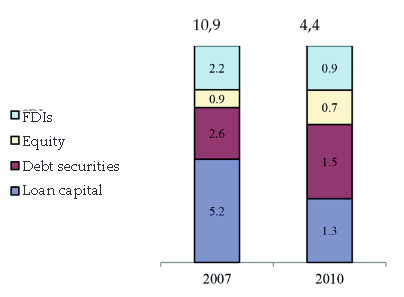 10,9 4,4
2.2 0.9
0.9 0.7
FDIs
Equity
2.6 1.5
Debt securities
Loan capital
5.2 1.3
2007 2010